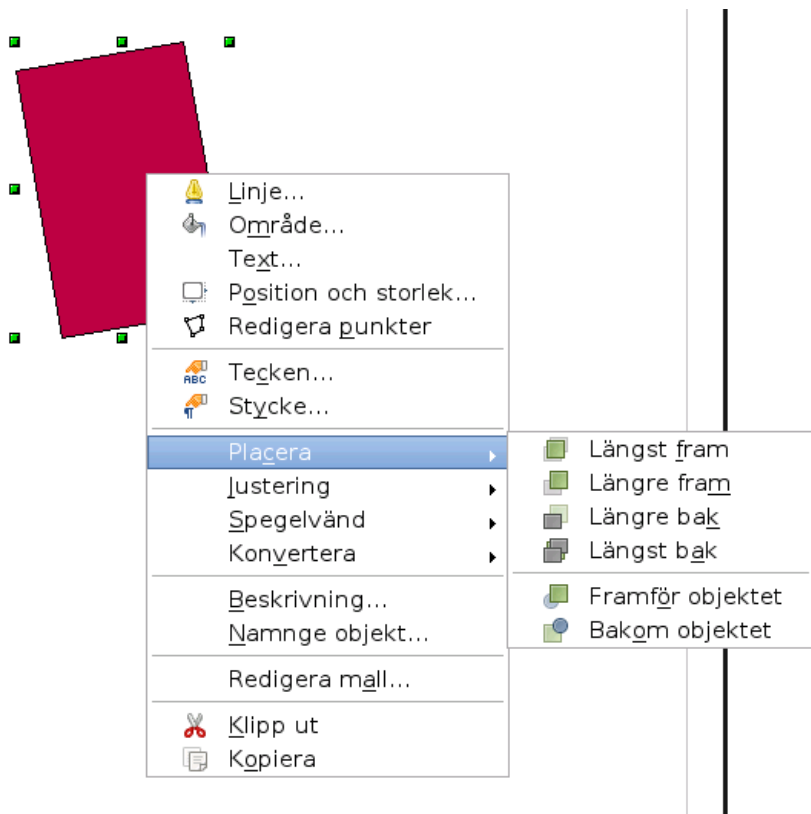 Linje...
Område...
Text...
Position och storlek...
Redigera punkter
ABC
Tecken...
Stycke...
Placera
Justering
Spegelvänd
Konvertera
Beskrivning...
Namnge objekt...
Redigera mall...
Klipp ut
Kopiera
Längst fram
Längre fram
Längre bak
Längst bak
Framför objektet
Bakom objektet